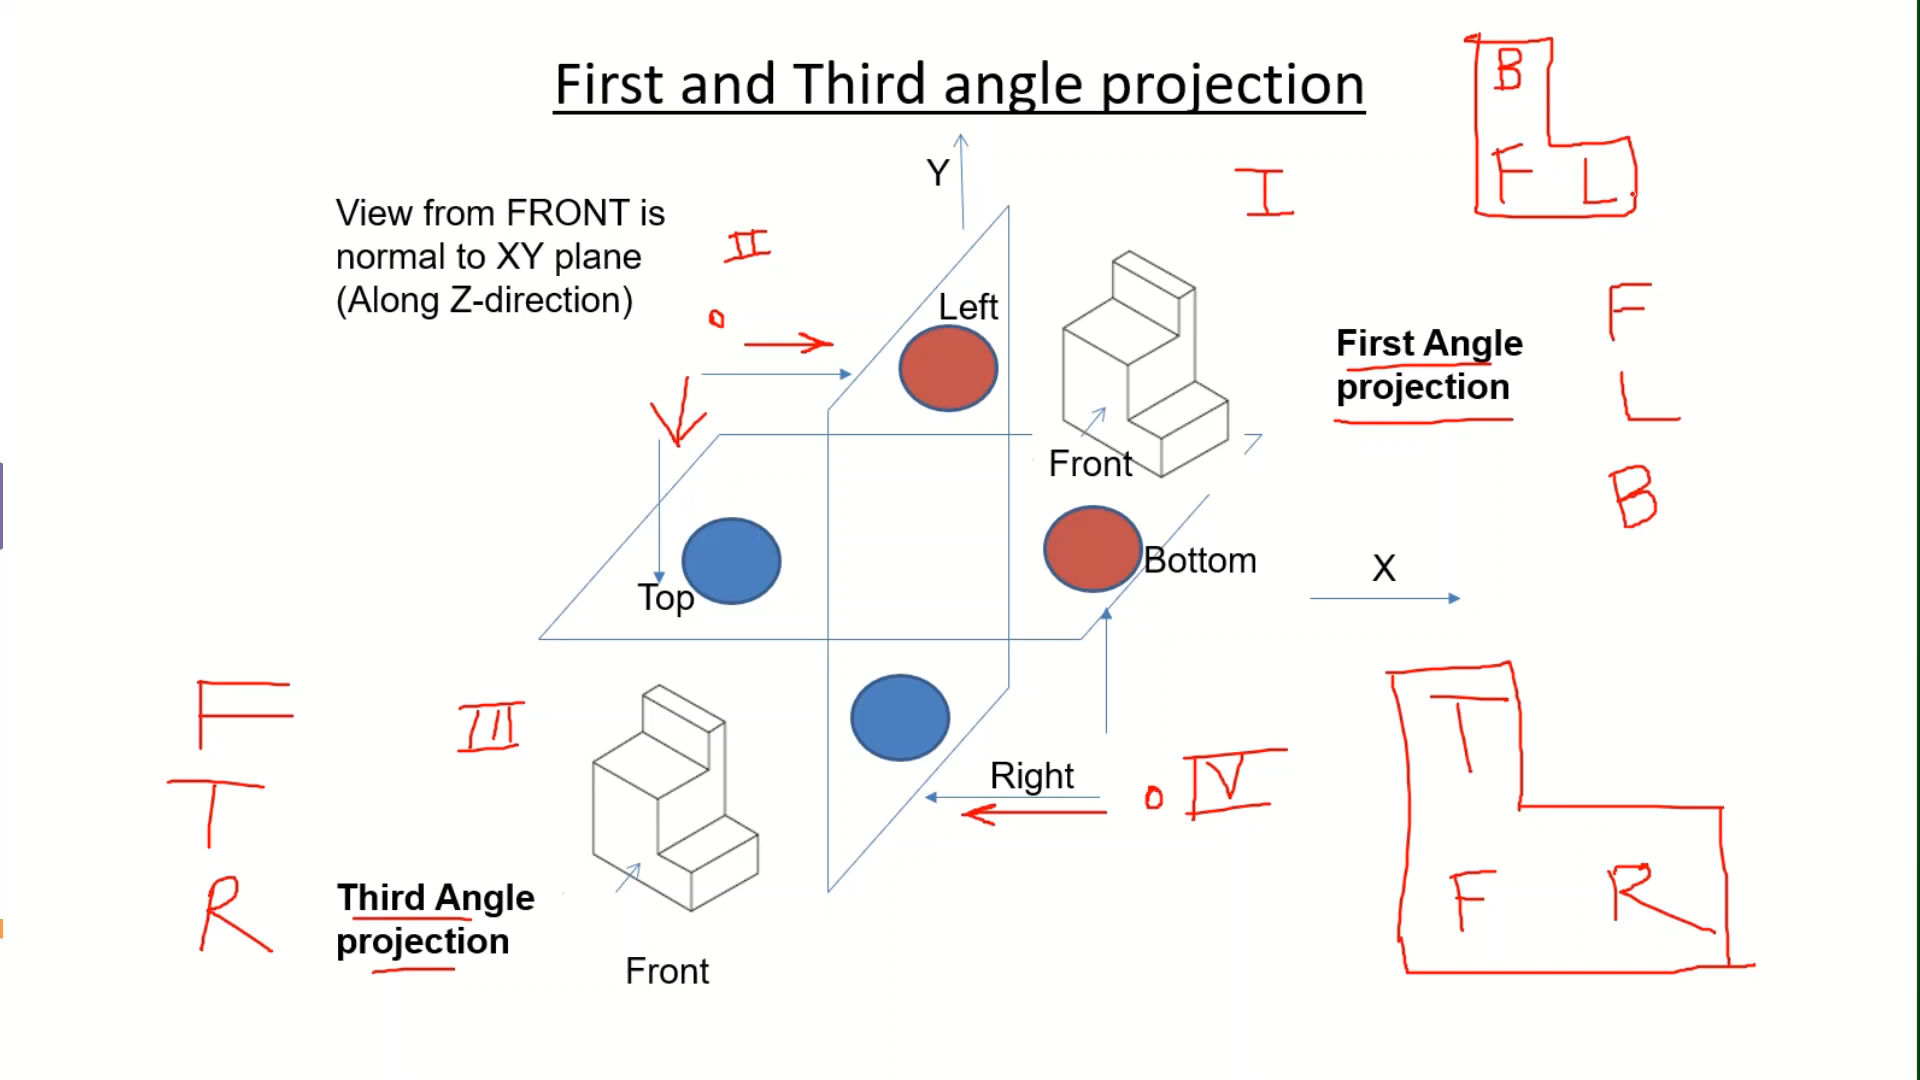 First and Third angle projection
B
F L
Y
I
View from FRONT is
normal to XY plane
(Along Z-direction)
II
Left
F
First Angle
projection
L
Front
B
Bottom
X
Top
F
III
T
Right
IV
T
R
Third Angle
projection
F R
Front